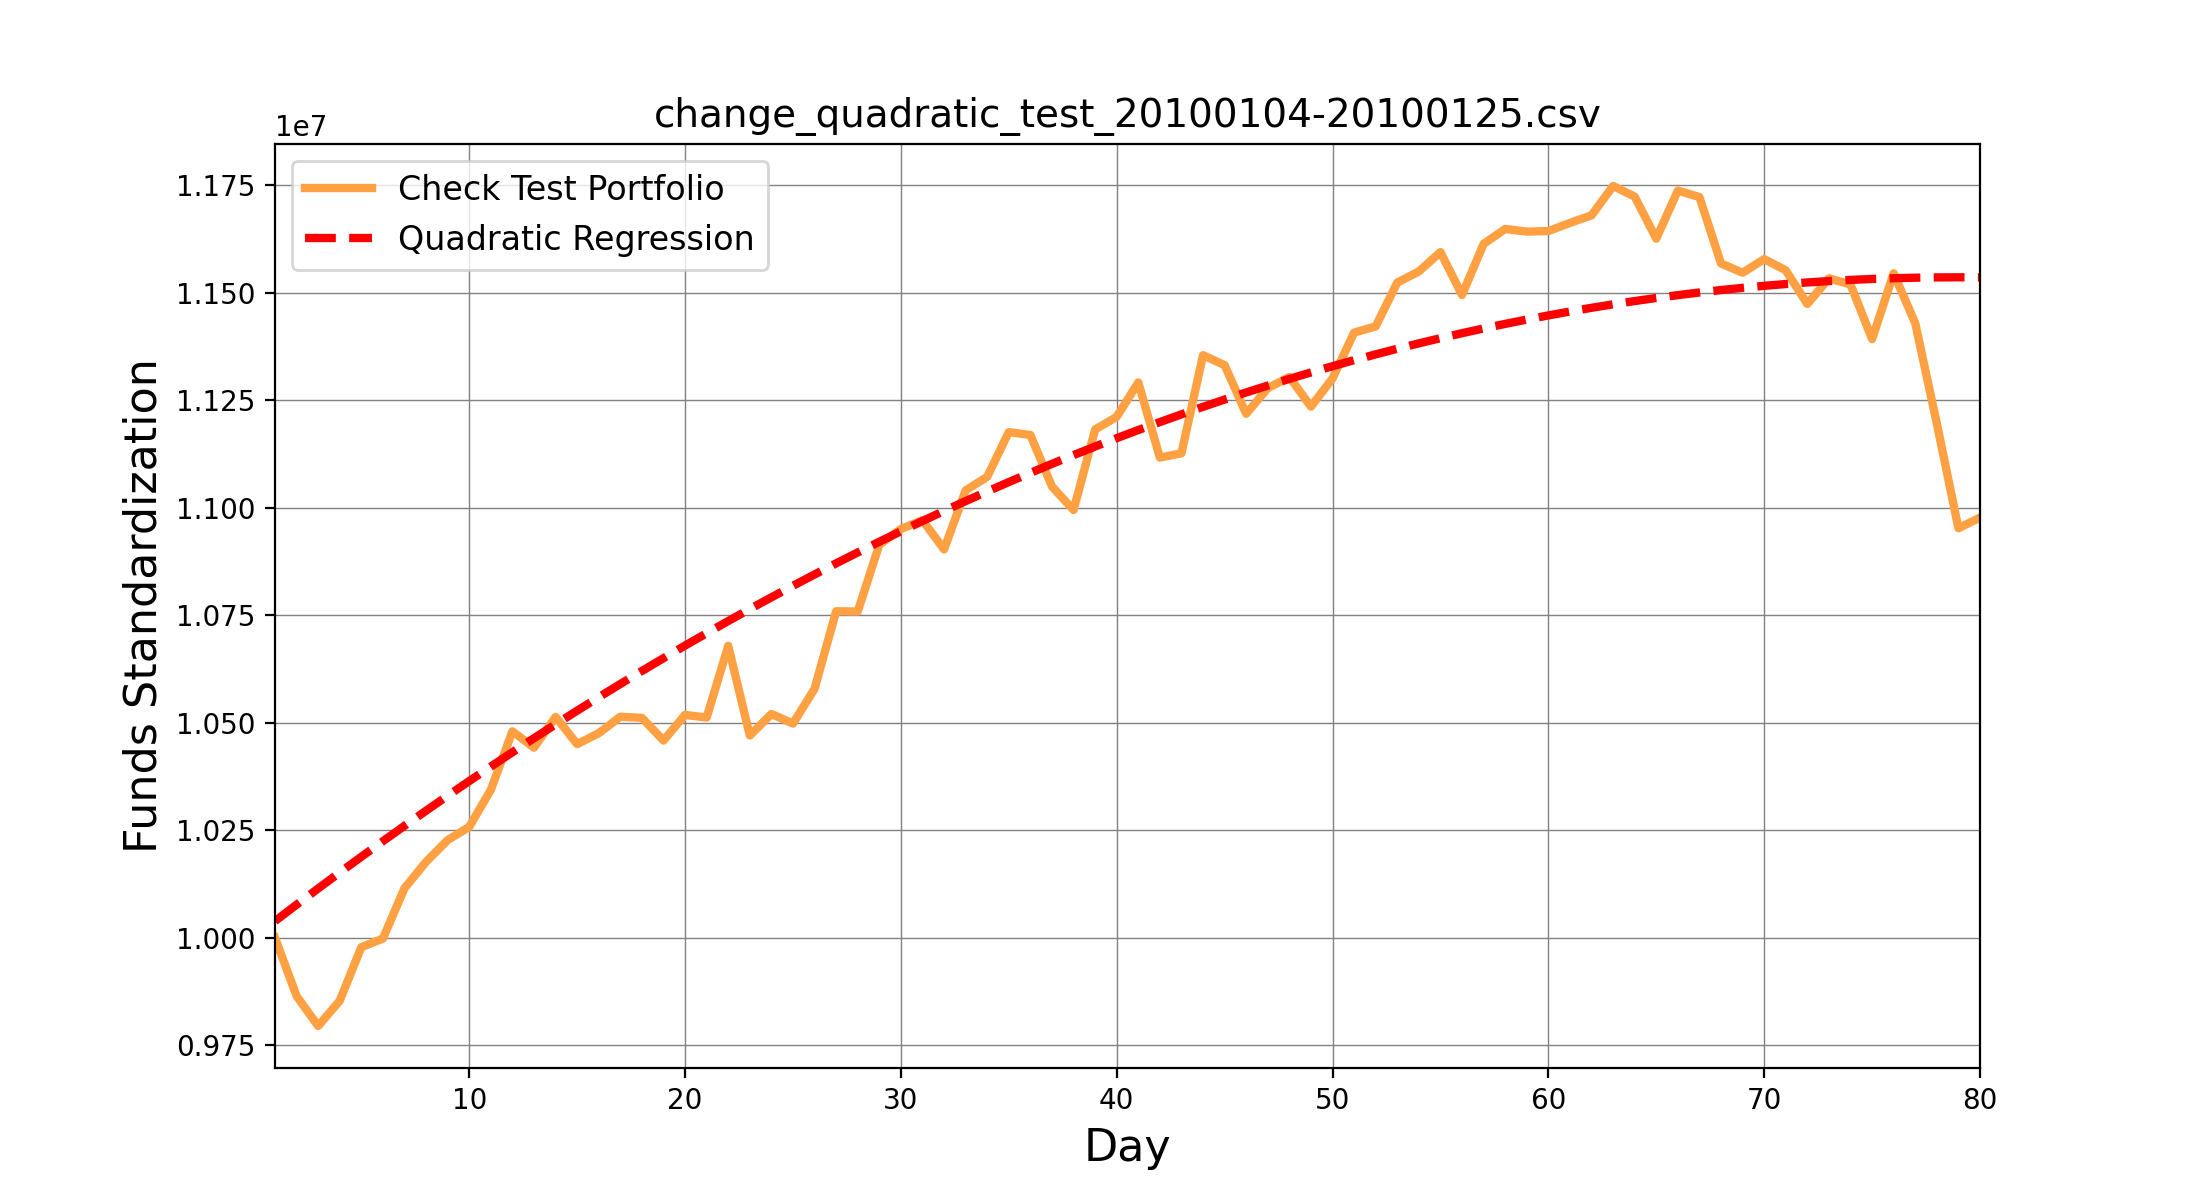 change_quadratic_test_20100104-20100125.csv
1e7
Check Test Portfolio
Quadratic Regression
1.175
1.150
1.125
1.100
1.075
1.050
1.025
1.000
0.975
Funds Standardization
10 20 30 40 50 60 70 80
Day